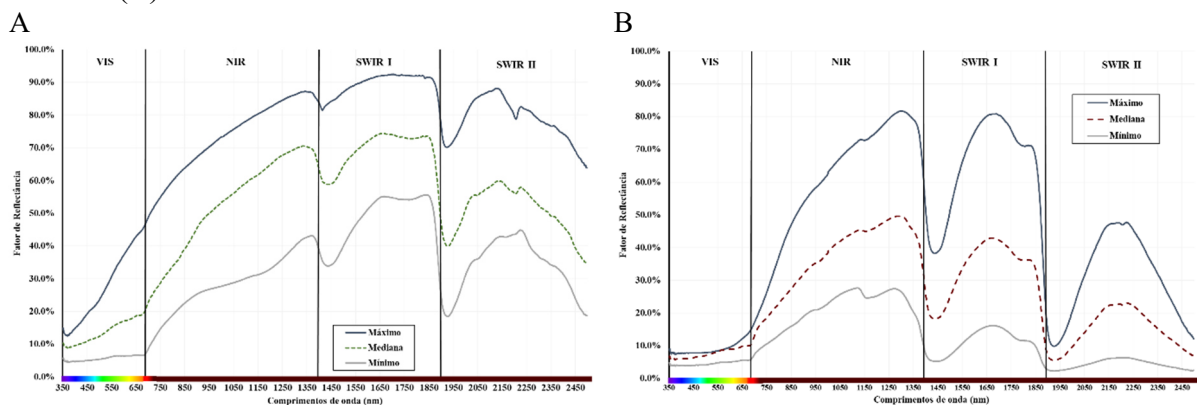 A
100.0%
90.0%
80.0%
70.0%
60.0%
50.0%
40.0%
30.0%
20.0%
10.0%
0.0%
Fator de Reflectância
VIS NIR SWIR I SWIR II
Máximo
Mediana
Mínimo
350 450 550 650 750 850 950 1050 1150 1250 1350 1450 1550 1650 1750 1850 1950 2050 2150 2250 2350 2450
Comprimentos de onda (nm)
B
100.0%
90.0%
80.0%
70.0%
60.0%
50.0%
40.0%
30.0%
20.0%
10.0%
0.0%
Fator de Reflectância
VIS NIR SWIR I SWIR II
Máximo
Mediana
Mínimo
350 450 550 650 750 850 950 1050 1150 1250 1350 1450 1550 1650 1750 1850 1950 2050 2150 2250 2350 2450
Comprimentos de onda (nm)